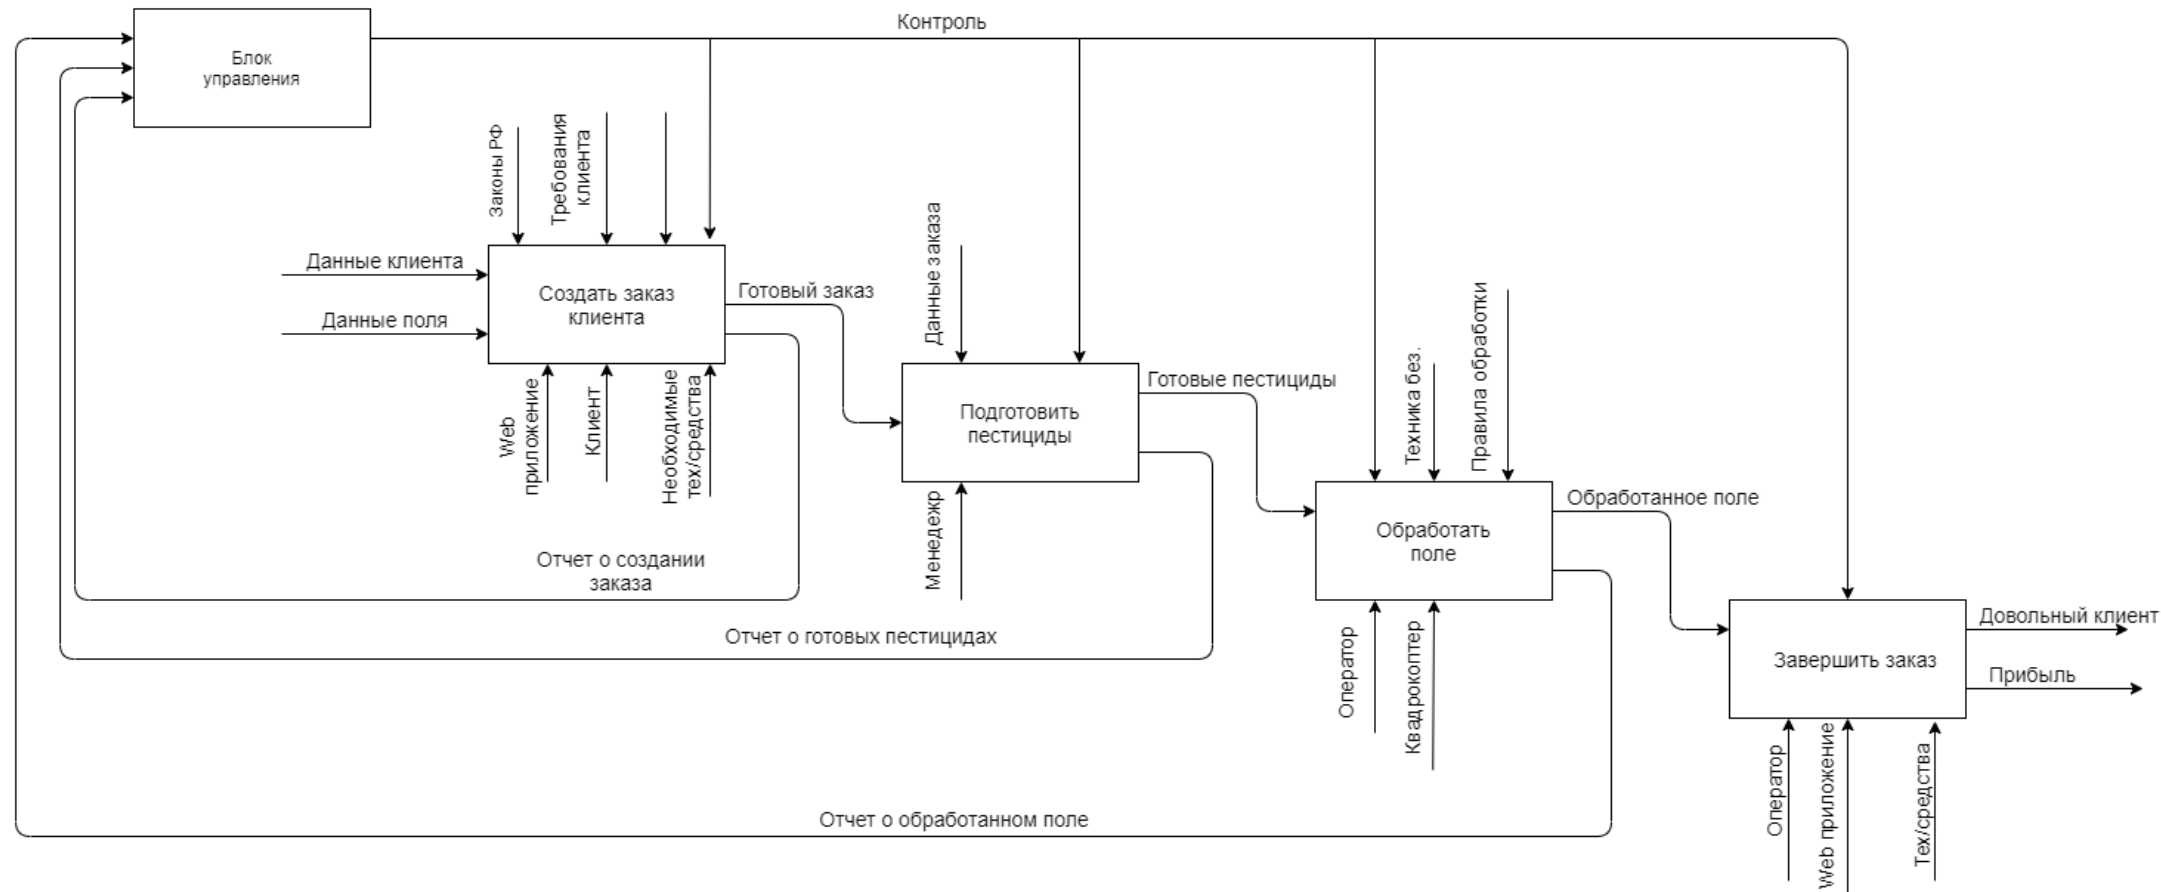 Контроль
Блок
управления
Законы РФ
Требования
клиента
Данные клиента
Данные поля
Создать заказ
клиента
Готовый заказ
Web
приложение
Клиент
Необходимые
тех/средства
Данные заказа
Подготовить
пестициды
Готовые пестициды
Менедежр
Техника без.
Правила обработки
Обработать
поле
Обработанное поле
Оператор
Квадрокоптер
Отчет о создании
заказа
Отчет о готовых пестицидах
Отчет о обработанном поле
Завершить заказ
Довольный клиент
Прибыль
Оператор
Web приложение
Тех/средства